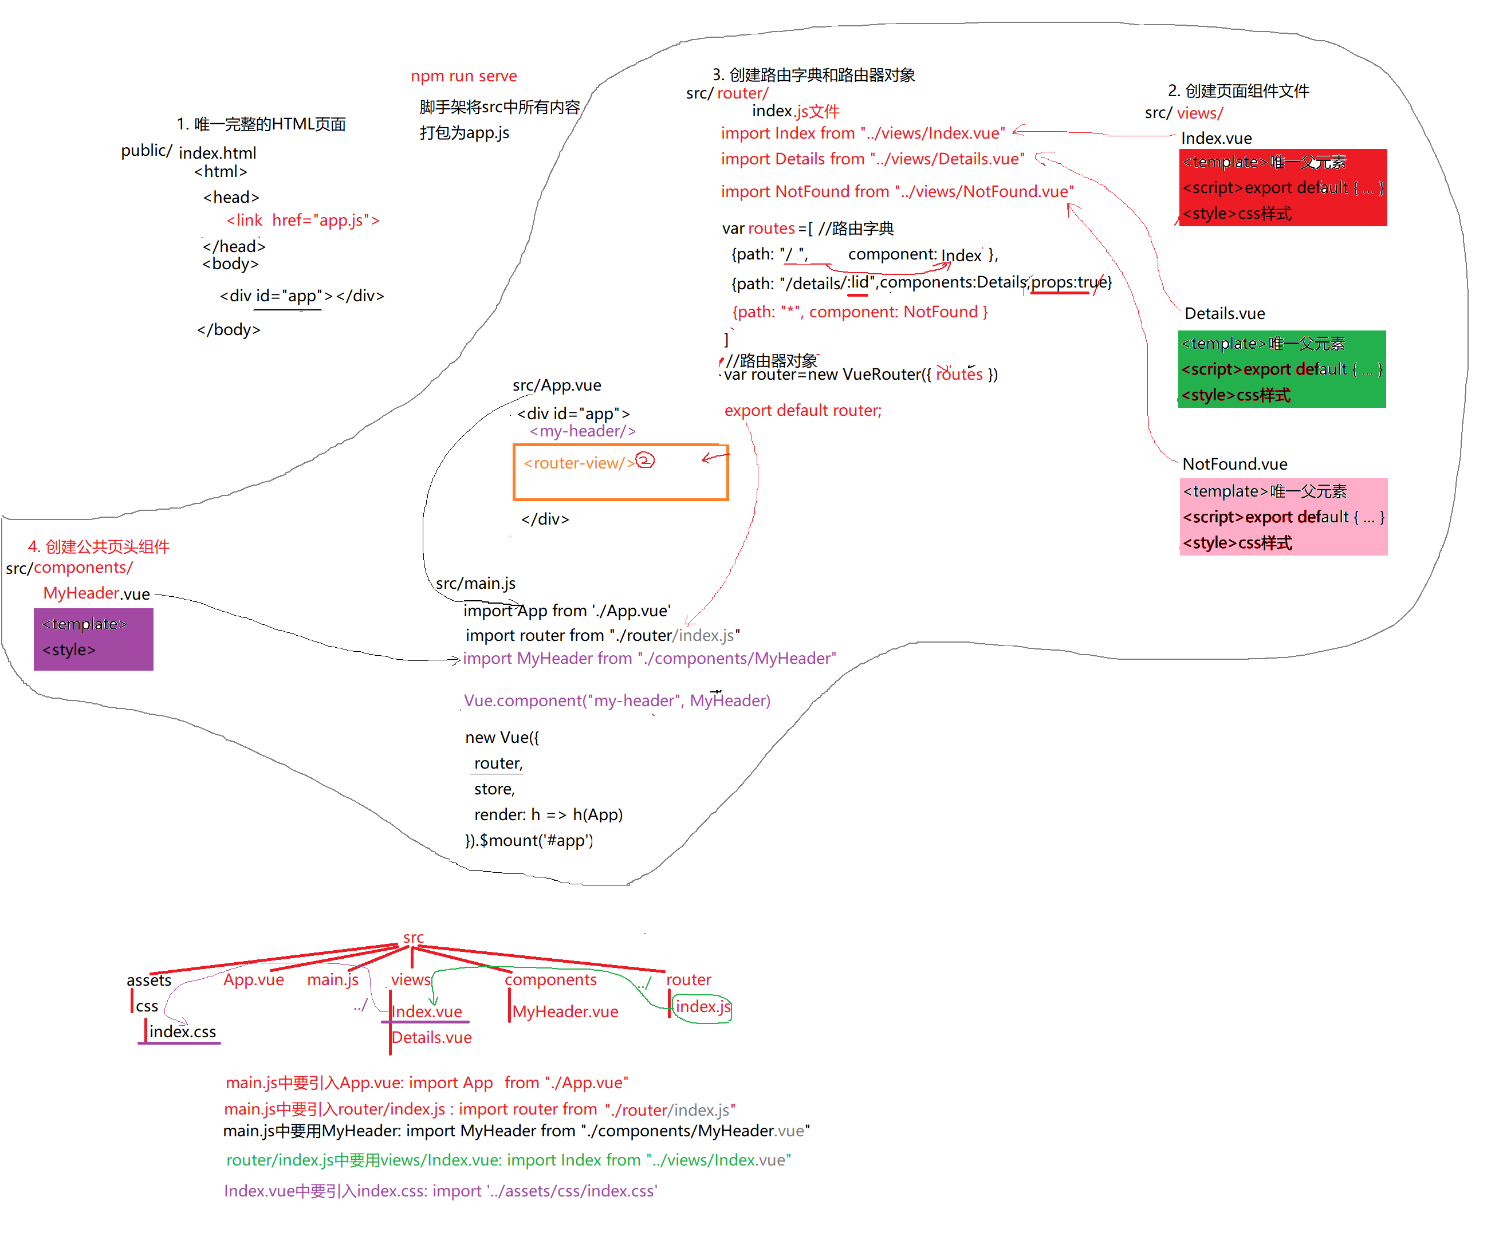 npm run serve
脚手架将src中所有内容
打包为app.js
1. 唯一完整的HTML页面
public/ index.html
<html>
<head>
<link href="app.js">
</head>
<body>
<div id="app"></div>
</body>
3. 创建路由字典和路由器对象
src/ router/
index.js文件
import Index from "../views/Index.vue"
import Details from "../views/Details.vue"
import NotFound from "../views/NotFound.vue"
var routes=[ //路由字典
{path: "/ ", component: Index },
{path: "/details/:lid",components:Details,props:true}
{path: "*", component: NotFound }
]
//路由器对象
var router=new VueRouter({ routes })
export default router;
2. 创建页面组件文件
src/ views/
Index.vue
<template>唯一父元素
<script>export default { ... }
<style>css样式
Details.vue
<template>唯一父元素
<script>export default { ... }
<style>css样式
NotFound.vue
<template>唯一父元素
<script>export default { ... }
<style>css样式
src/App.vue
<div id="app">
<my-header/>
<router-view/>②
</div>
4. 创建公共页头组件
src/components/
MyHeader.vue
<template>
<style>
src/main.js
import App from './App.vue'
import router from "./router/index.js"
import MyHeader from "./components/MyHeader"
Vue.component("my-header", MyHeader)
new Vue({
router,
store,
render: h => h(App)
}).$mount('#app')
src
assets App.vue main.js views components ../ router
css ../ Index.vue MyHeader.vue index.js
index.css Details.vue
main.js中要引入App.vue: import App from "./App.vue"
main.js中要引入router/index.js : import router from "./router/index.js"
main.js中要用MyHeader: import MyHeader from "./components/MyHeader.vue"
router/index.js中要用views/Index.vue: import Index from "../views/Index.vue"
Index.vue中要引入index.css: import '../assets/css/index.css'